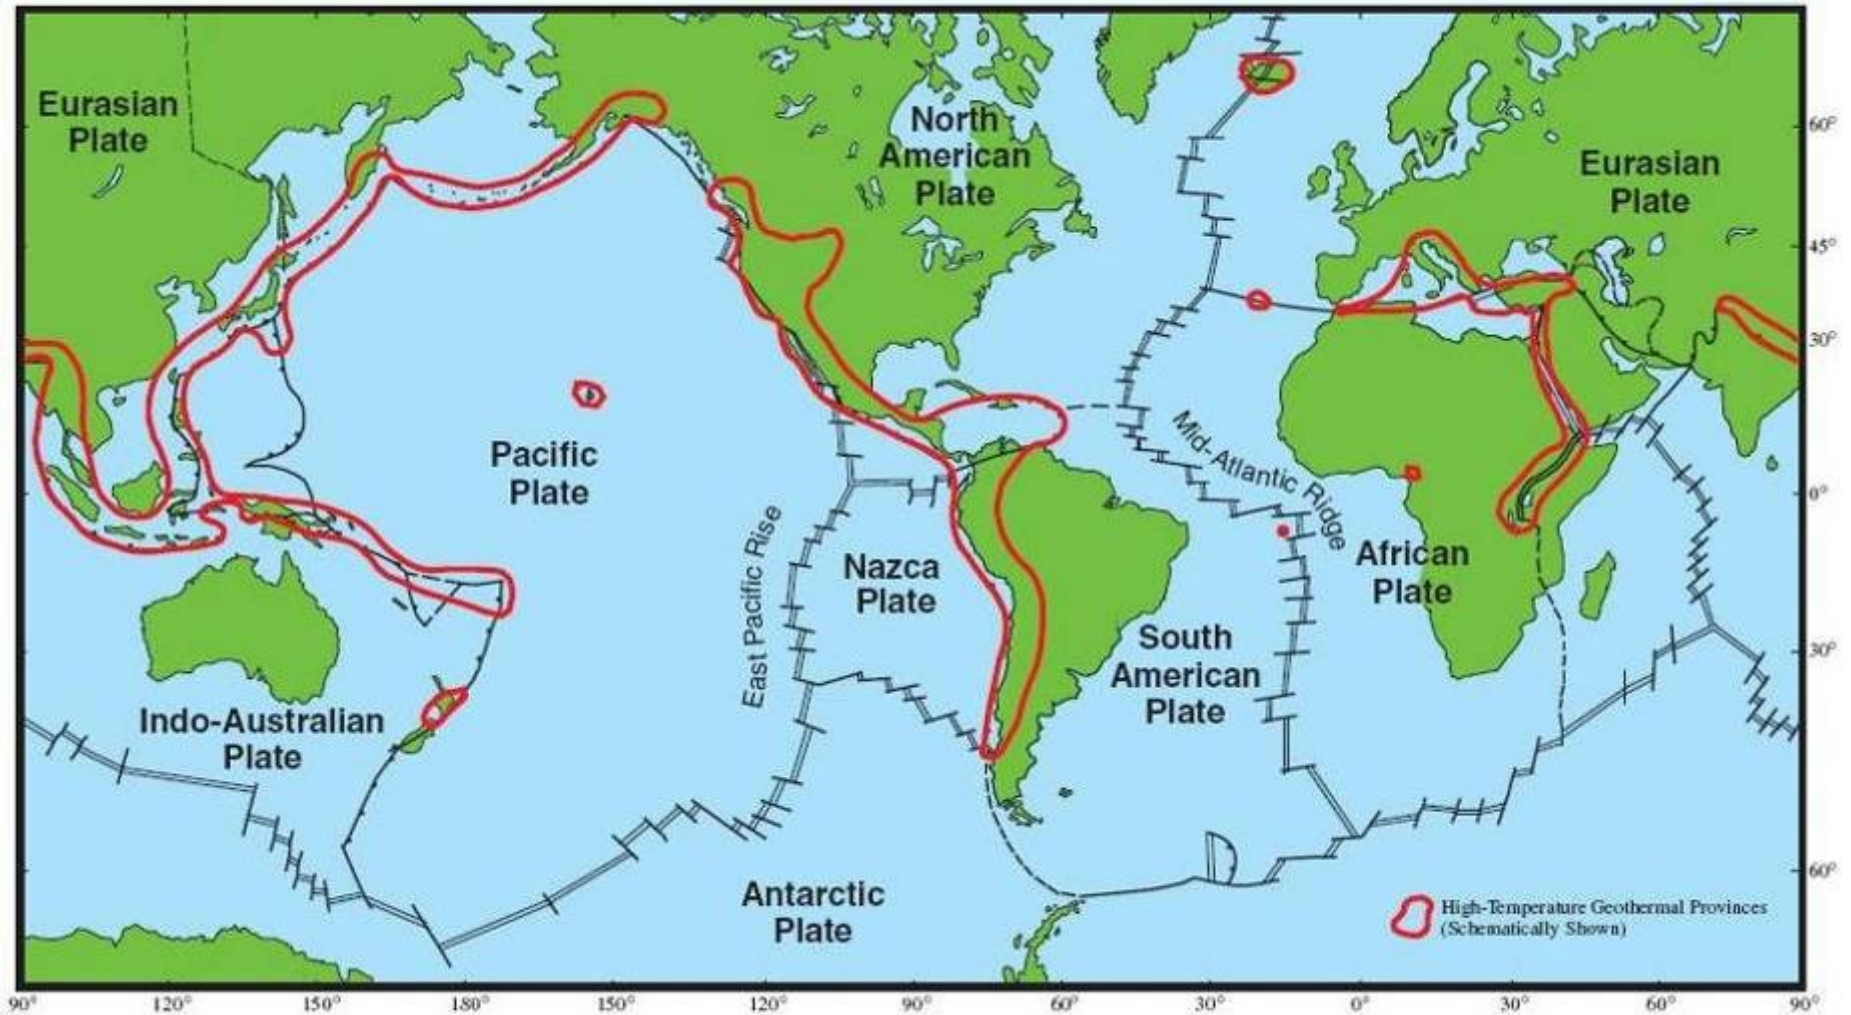 Eurasian
Plate
North
American
Plate
Eurasian
Plate
60°
45°
30°
0°
30°
60°
Pacific
Plate
Mid-Atlantic Ridge
East Pacific Rise
Nazca
Plate
African
Plate
South
American
Plate
Indo-Australian
Plate
Antarctic
Plate
High-Temperature Geothermal Provinces
(Schematically Shown)
90° 120° 150° 180° 150° 120° 90° 60° 30° 0° 30° 60° 90°